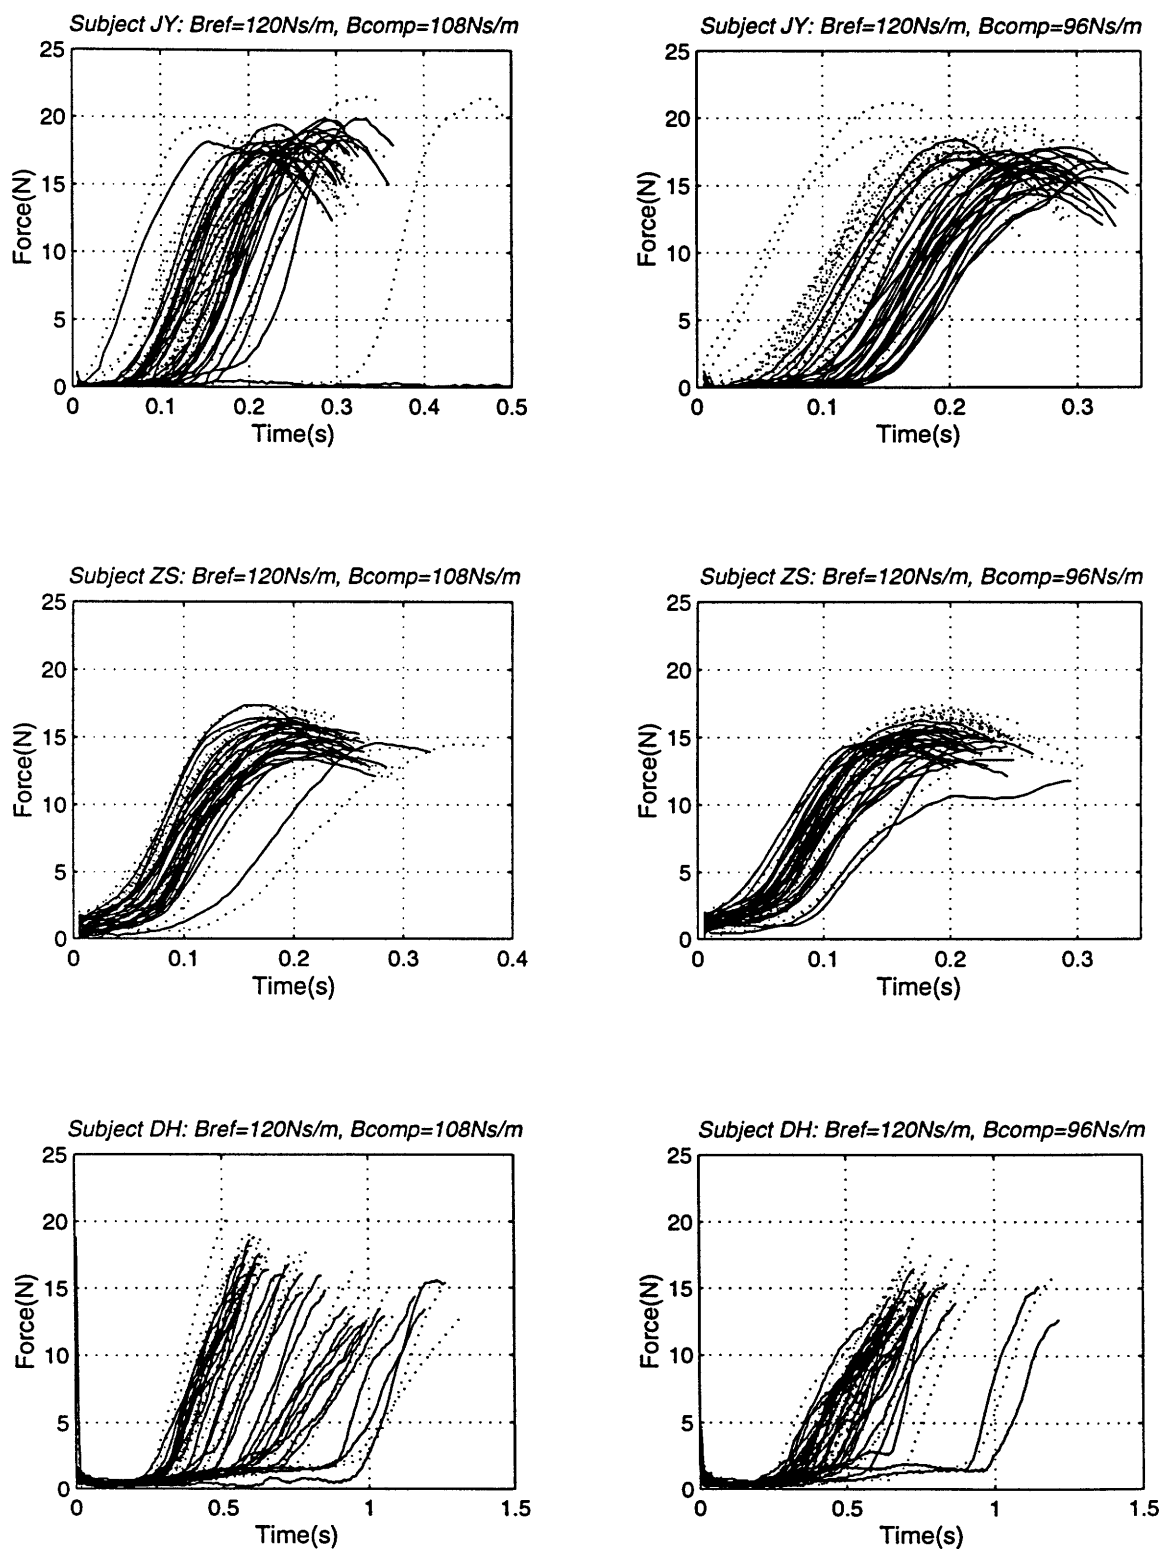 Subject JY: Bref=120Ns/m, Bcomp=108Ns/m
25
20
15
10
5
0
Force(N)
0 0.1 0.2 0.3 0.4 0.5
Time(s)
Subject JY: Bref=120Ns/m, Bcomp=96Ns/m
25
20
15
10
5
0
Force(N)
0 0.1 0.2 0.3
Time(s)
Subject ZS: Bref=120Ns/m, Bcomp=108Ns/m
25
20
15
10
5
0
Force(N)
0 0.1 0.2 0.3 0.4
Time(s)
Subject ZS: Bref=120Ns/m, Bcomp=96Ns/m
25
20
15
10
5
0
Force(N)
0 0.1 0.2 0.3
Time(s)
Subject DH: Bref=120Ns/m, Bcomp=108Ns/m
25
20
15
10
5
0
Force(N)
0 0.5 1 1.5
Time(s)
Subject DH: Bref=120Ns/m, Bcomp=96Ns/m
25
20
15
10
5
0
Force(N)
0 0.5 1 1.5
Time(s)